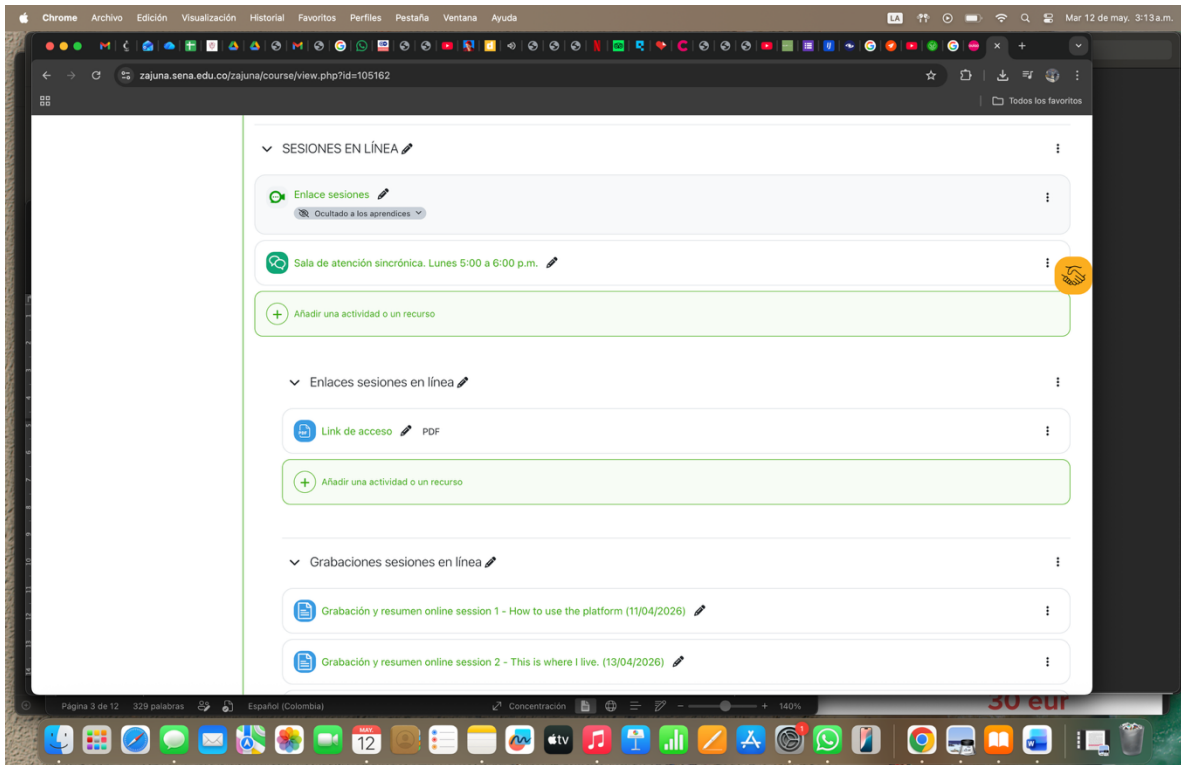 Chrome Archivo Edición Visualización Historial Favoritos Perfiles Pestaña Ventana Ayuda LA Mar 12 de may. 3:13 a.m.
zajuna.sena.edu.co/zajuna/course/view.php?id=105162
Todos los favoritos
SESIONES EN LÍNEA
Enlace sesiones
Ocultado a los aprendices
Sala de atención sincrónica. Lunes 5:00 a 6:00 p.m.
Añadir una actividad o un recurso
Enlaces sesiones en línea
Link de acceso PDF
Añadir una actividad o un recurso
Grabaciones sesiones en línea
Grabación y resumen online session 1 - How to use the platform (11/04/2026)
Grabación y resumen online session 2 - This is where I live. (13/04/2026)
Página 3 de 12 329 palabras Español (Colombia) Concentración 140%
30 eur
MAY.
12
tv